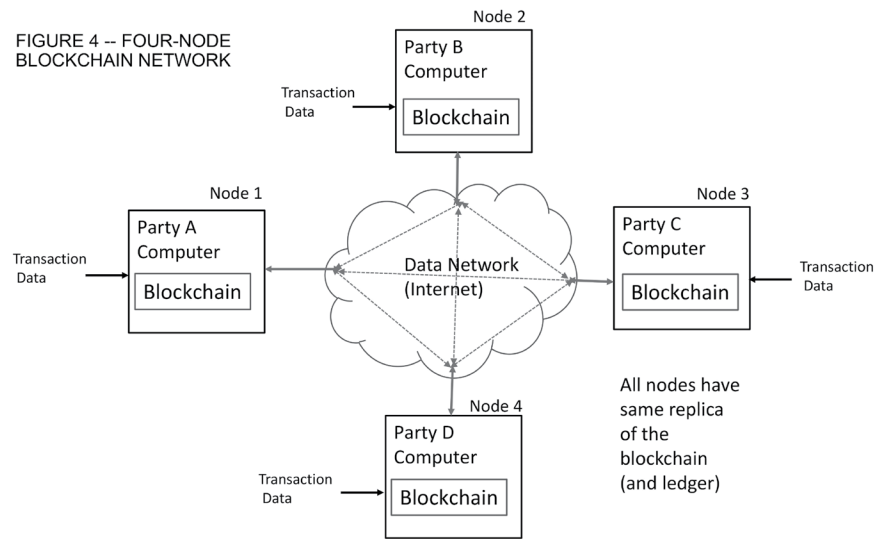 FIGURE 4 -- FOUR-NODE
BLOCKCHAIN NETWORK
Node 2
Party B
Computer
Blockchain
Transaction
Data
Node 1
Party A
Computer
Blockchain
Transaction
Data
Data Network
(Internet)
Node 3
Party C
Computer
Blockchain
Transaction
Data
Node 4
Party D
Computer
Blockchain
Transaction
Data
All nodes have
same replica
of the
blockchain
(and ledger)